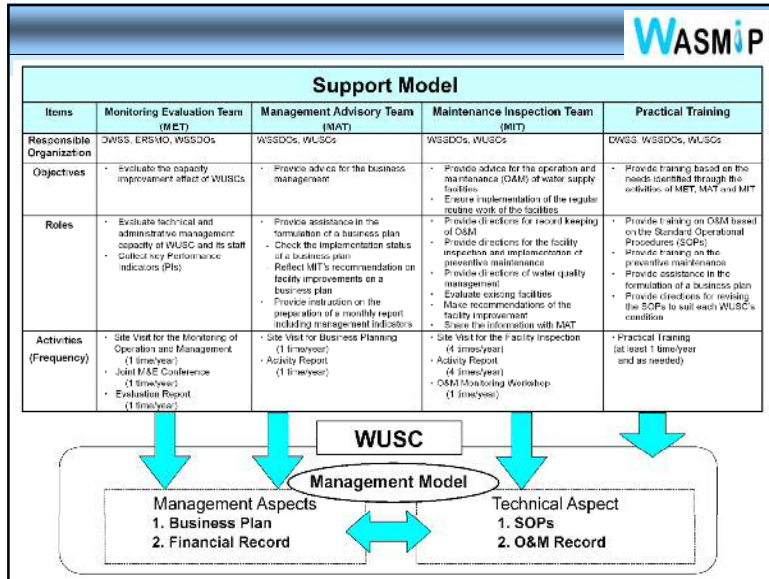 WASMIP
Support Model
Items
Monitoring Evaluation Team
(MET)
Management Advisory Team
(MAT)
Maintenance Inspection Team
(MIT)
Practical Training
Responsible
Organization
DWSS, ERSMO, WSSDOs
WSSDOs, WUSCs
WSSDOs, WUSCs
DWSS, WSSDOs, WUSCs
Objectives
• Evaluate the capacity
improvement effect of WUSCs
• Provide advice for the business
management
• Provide advice for the operation and
maintenance (O&M) of water supply
facilities
• Ensure implementation of the regular
routine work of the facilities
• Provide training based on the
needs identified through the
activities of MET, MAT and MIT
Roles
• Evaluate technical and
administrative management
capacity of WUSC and its staff
• Collect key Performance
Indicators (PIs)
• Provide assistance in the
formulation of a business plan
• Check the implementation status
of a business plan
• Reflect MIT's recommendation on
facility improvements on a
business plan
• Provide instruction on the
preparation of a monthly report
including management indicators
• Provide directions for record keeping
of O&M
• Provide directions for the facility
inspection and implementation of
preventive maintenance
• Provide directions of water quality
management
• Evaluate existing facilities
• Make recommendations of the
facility improvement
• Share the information with MAT
• Provide training on O&M based
on the Standard Operational
Procedures (SOPs)
• Provide training on the
preventive maintenance
• Provide assistance in the
formulation of a business plan
• Provide directions for revising
the SOPs to suit each WUSC's
condition
Activities
(Frequency)
• Site Visit for the Monitoring of
Operation and Management
(1 time/year)
• Joint M&E Conference
(1 time/year)
• Evaluation Report
(1 time/year)
• Site Visit for Business Planning
(1 time/year)
• Activity Report
(1 time/year)
• Site Visit for the Facility Inspection
(4 times/year)
• Activity Report
(4 times/year)
• O&M Monitoring Workshop
(1 time/year)
• Practical Training
(at least 1 time/year
and as needed)
WUSC
Management Model
Management Aspects
1. Business Plan
2. Financial Record
Technical Aspect
1. SOPs
2. O&M Record